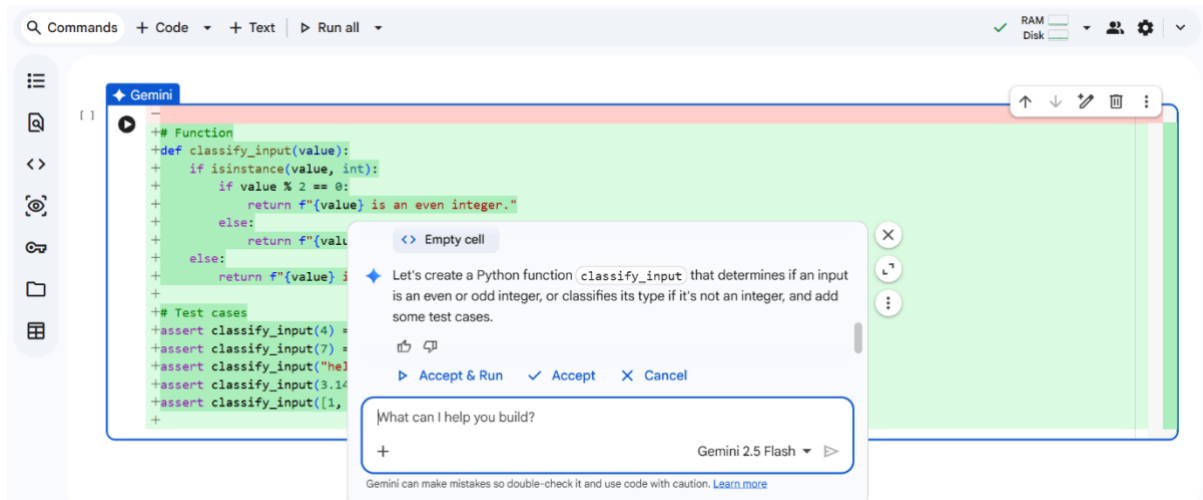 Commands + Code + Text Run all
RAM
Disk
Gemini
[ ]
-
+# Function
+def classify_input(value):
+    if isinstance(value, int):
+        if value % 2 == 0:
+            return f"{value} is an even integer."
+        else:
+            return f"{valu
+    else:
+        return f"{value} i
+
+# Test cases
+assert classify_input(4) =
+assert classify_input(7) =
+assert classify_input("hel
+assert classify_input(3.14
+assert classify_input([1,
+
<> Empty cell
Let's create a Python function classify_input that determines if an input
is an even or odd integer, or classifies its type if it's not an integer, and add
some test cases.
Accept & Run Accept Cancel
What can I help you build?
+ Gemini 2.5 Flash
Gemini can make mistakes so double-check it and use code with caution. Learn more